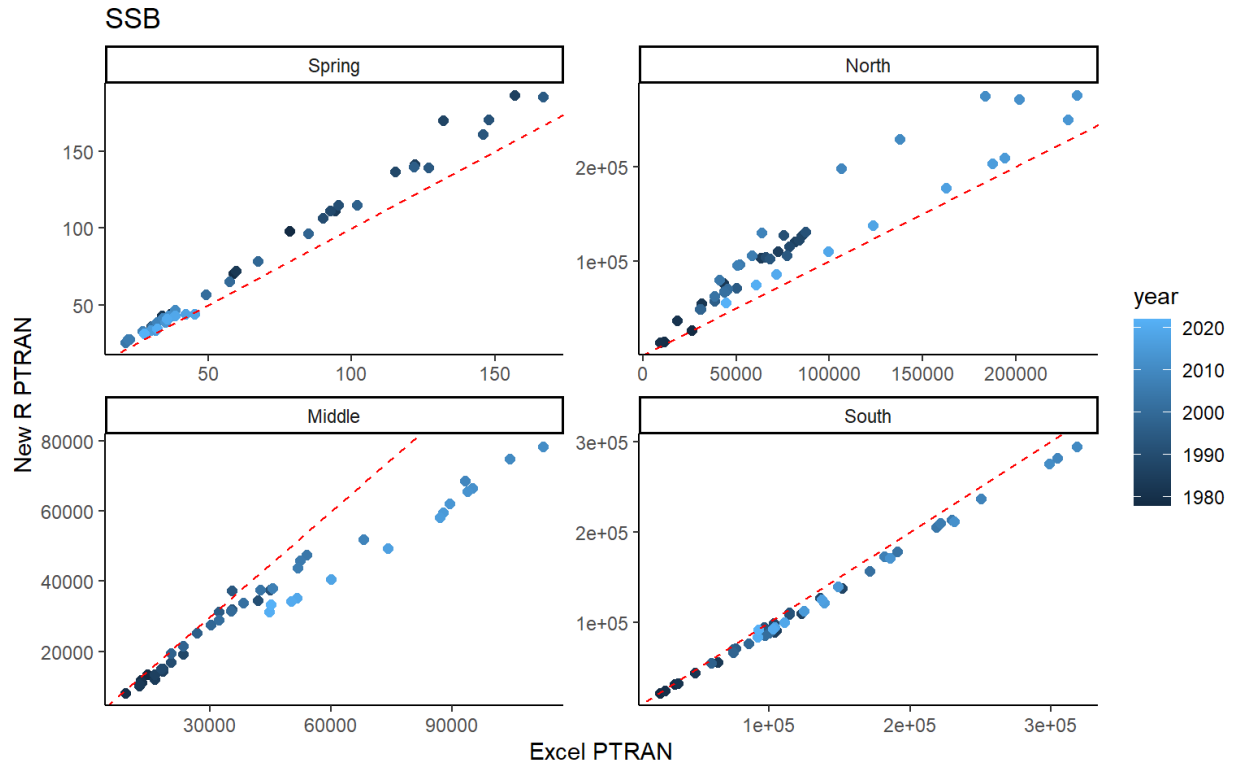 SSB
Spring
North
150
100
50
50
100
150
2e+05
1e+05
0
50000
100000
150000
200000
Middle
South
80000
60000
40000
20000
30000
60000
90000
3e+05
2e+05
1e+05
1e+05
2e+05
3e+05
New R PTRAN
Excel PTRAN
year
2020
2010
2000
1990
1980